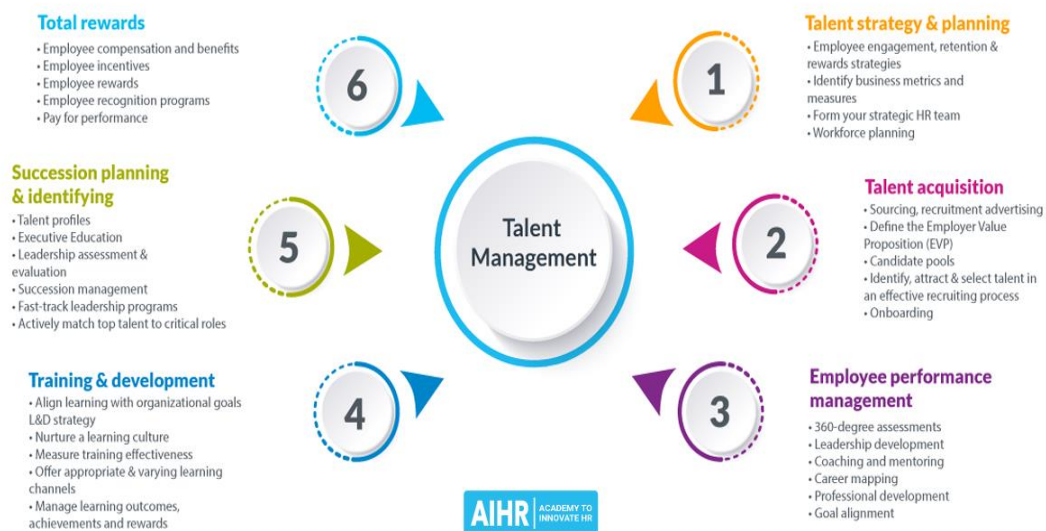 Talent Management
1
Talent strategy & planning
• Employee engagement, retention &
rewards strategies
• Identify business metrics and
measures
• Form your strategic HR team
• Workforce planning
2
Talent acquisition
• Sourcing, recruitment advertising
• Define the Employer Value
Proposition (EVP)
• Candidate pools
• Identify, attract & select talent in
an effective recruiting process
• Onboarding
3
Employee performance
management
• 360-degree assessments
• Leadership development
• Coaching and mentoring
• Career mapping
• Professional development
• Goal alignment
4
Training & development
• Align learning with organizational goals
L&D strategy
• Nurture a learning culture
• Measure training effectiveness
• Offer appropriate & varying learning
channels
• Manage learning outcomes,
achievements and rewards
5
Succession planning
& identifying
• Talent profiles
• Executive Education
• Leadership assessment &
evaluation
• Succession management
• Fast-track leadership programs
• Actively match top talent to critical roles
6
Total rewards
• Employee compensation and benefits
• Employee incentives
• Employee rewards
• Employee recognition programs
• Pay for performance
AIHR
ACADEMY TO
INNOVATE HR